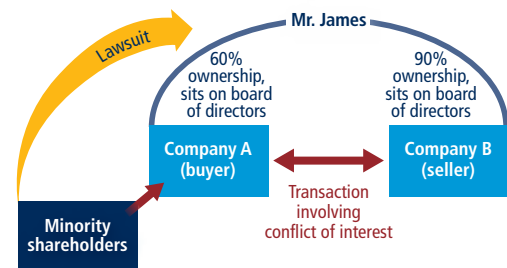 Mr. James
Lawsuit
60%
ownership,
sits on board
of directors
90%
ownership,
sits on board
of directors
Company A
(buyer)
Company B
(seller)
Transaction
involving
conflict of interest
Minority
shareholders